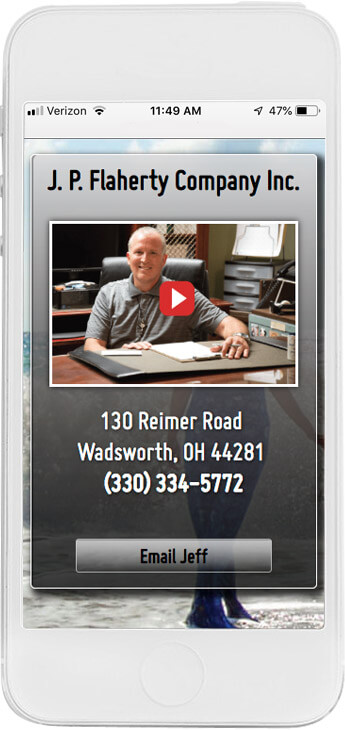 Verizon 11:49 AM 47%
J. P. Flaherty Company Inc.
130 Reimer Road
Wadsworth, OH 44281
(330) 334-5772
Email Jeff